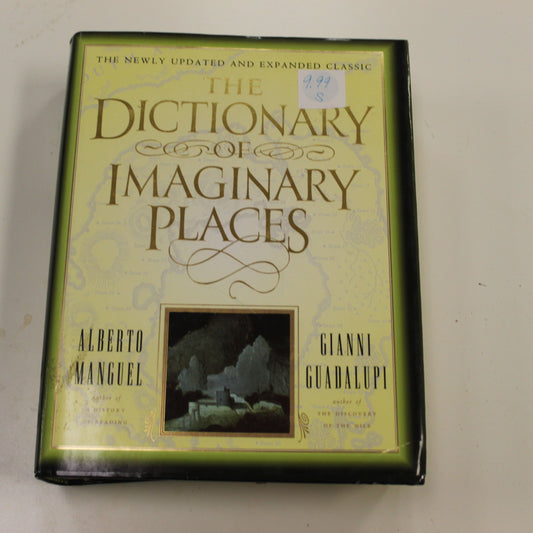 THE NEWLY UPDATED AND EXPANDED CLASSIC
9.99
S
THE
DICTIONARY
OF
IMAGINARY
PLACES
ALBERTO
MANGUEL
author of
A HISTORY
OF READING
GIANNI
GUADALUPI
author of
THE DISCOVERY
OF THE NILE